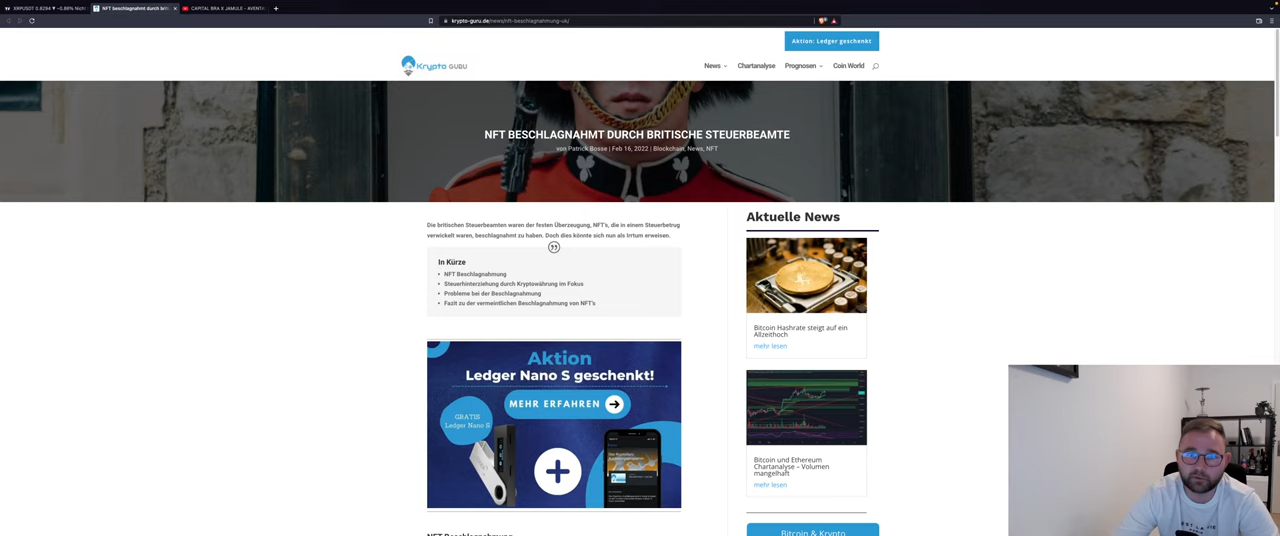 XRPUSDT 0.8294 ▼ −0.89% Nicht
NFT beschlagnahmt durch brit
CAPITAL BRA X JAMULE - AVENTA
krypto-guru.de/news/nft-beschlagnahmung-uk/
Aktion: Ledger geschenkt
Krypto GURU
News
Chartanalyse
Prognosen
Coin World
NFT BESCHLAGNAHMT DURCH BRITISCHE STEUERBEAMTE
von Patrick Bosse | Feb 16, 2022 | Blockchain, News, NFT
Die britischen Steuerbeamten waren der festen Überzeugung, NFT's, die in einem Steuerbetrug
verwickelt waren, beschlagnahmt zu haben. Doch dies könnte sich nun als Irrtum erweisen.
In Kürze
• NFT Beschlagnahmung
• Steuerhinterziehung durch Kryptowährung im Fokus
• Probleme bei der Beschlagnahmung
• Fazit zu der vermeintlichen Beschlagnahmung von NFT's
Aktion
Ledger Nano S geschenkt!
MEHR ERFAHREN
GRATIS
Ledger Nano S
NFT Beschlagnahmung
Aktuelle News
Bitcoin Hashrate steigt auf ein
Allzeithoch
mehr lesen
Bitcoin und Ethereum
Chartanalyse – Volumen
mangelhaft
mehr lesen
Bitcoin & Krypto